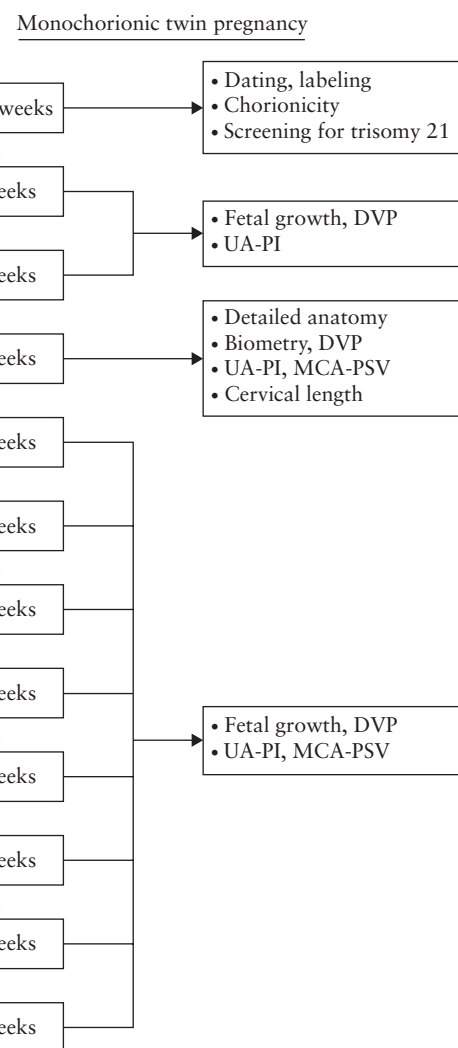 Monochorionic twin pregnancy
weeks
• Dating, labeling
• Chorionicity
• Screening for trisomy 21
eeks
• Fetal growth, DVP
• UA-PI
eeks
• Detailed anatomy
• Biometry, DVP
• UA-PI, MCA-PSV
• Cervical length
eeks
eeks
eeks
eeks
eeks
• Fetal growth, DVP
• UA-PI, MCA-PSV
eeks
eeks
eeks
eeks